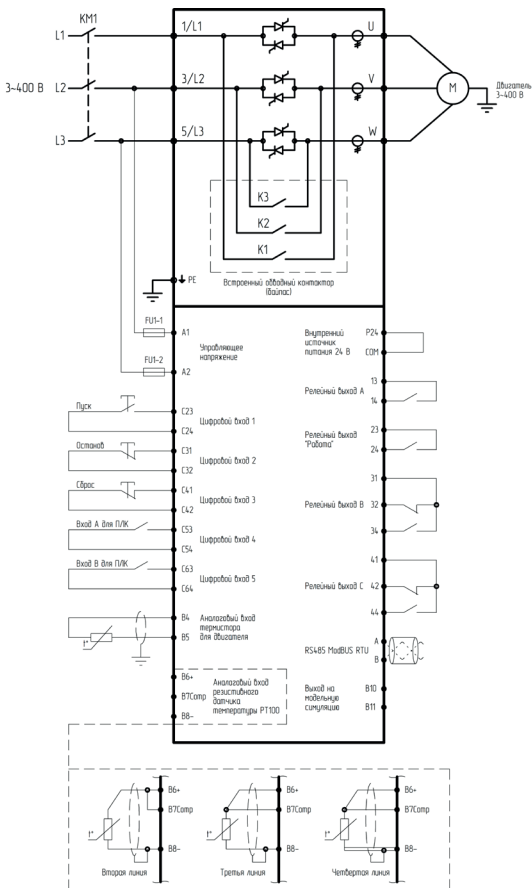 KM1
L1
1/L1
U
3~400 В
L2
3/L2
V
M
Двигатель
3~400 В
L3
5/L3
W
K3
K2
K1
PE
Встроенный обводный контактор
(байпас)
FU1-1
A1
Управляющее
напряжение
FU1-2
A2
Внутренний
источник
питания 24 В
P24
COM
Пуск
C23
C24
Цифровой вход 1
Останов
C31
C32
Цифровой вход 2
Сброс
C41
C42
Цифровой вход 3
Вход А для ПЛК
C53
C54
Цифровой вход 4
Вход В для ПЛК
C63
C64
Цифровой вход 5
Релейный выход А
13
14
Релейный выход
"Работа"
23
24
Релейный выход В
31
32
34
Релейный выход С
41
42
44
t°
B4
B5
Аналоговый вход
термистора
для двигателя
RS485 ModBUS RTU
A
B
B6+
B7Comp
B8-
Аналоговый вход
резистивного
датчика
температуры PT100
Выход на
модельную
симуляцию
B10
B11
t°
B6+
B7Comp
B8-
Вторая линия
t°
B6+
B7Comp
B8-
Третья линия
t°
B6+
B7Comp
B8-
Четвертая линия